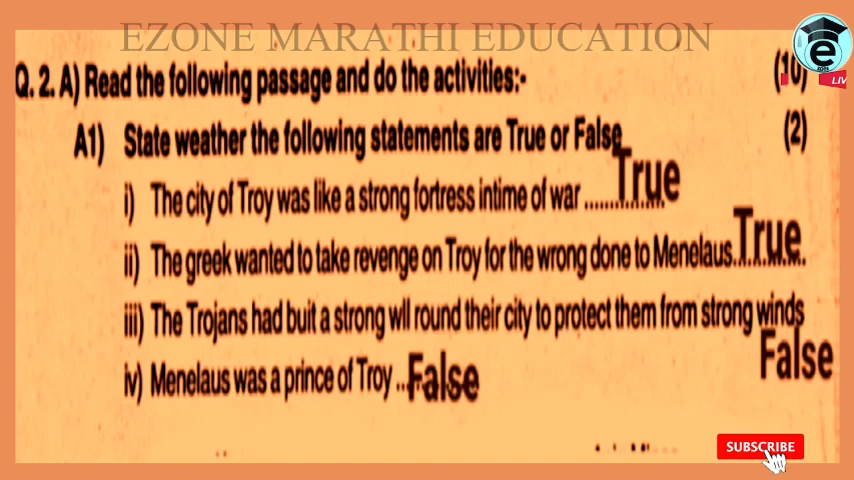 EZONE MARATHI EDUCATION
Q. 2. A) Read the following passage and do the activities:- (10)
A1) State weather the following statements are True or False (2)
i) The city of Troy was like a strong fortress intime of war ............... True
ii) The greek wanted to take revenge on Troy for the wrong done to Menelaus............. True
iii) The Trojans had buit a strong wll round their city to protect them from strong winds
False
iv) Menelaus was a prince of Troy ... False
e
LIV
SUBSCRIBE